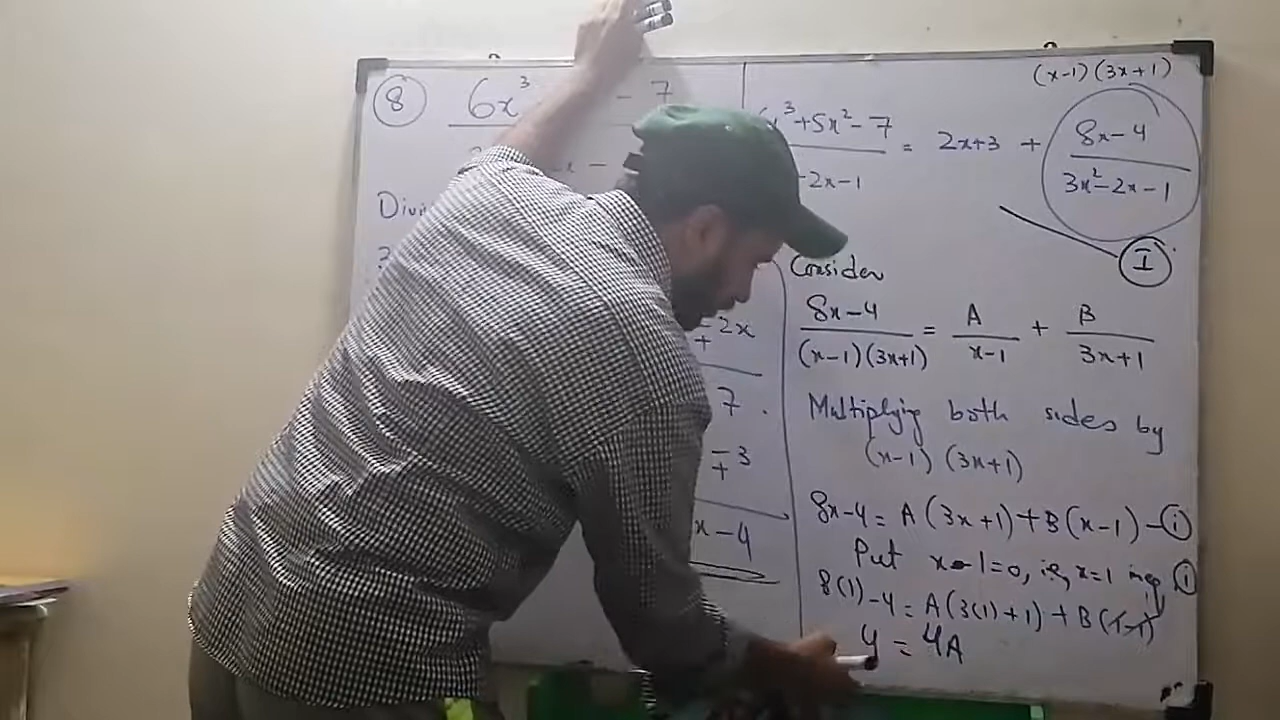 (x-1) (3x+1)
8 6x³ - 7
x³+5x²-7 = 2x+3 + 8x-4
-2x-1 3x²-2x-1
I
Consider
8x-4 = A + B
(x-1)(3x+1) x-1 3x+1
∓2x
7
∓3
x-4
Multiplying both sides by
(x-1) (3x+1)
8x-4 = A(3x+1)+B(x-1) - i
Put x-1=0, ie, x=1 in eq i
8(1)-4 = A(3(1)+1)+B(1-1)
4 = 4A